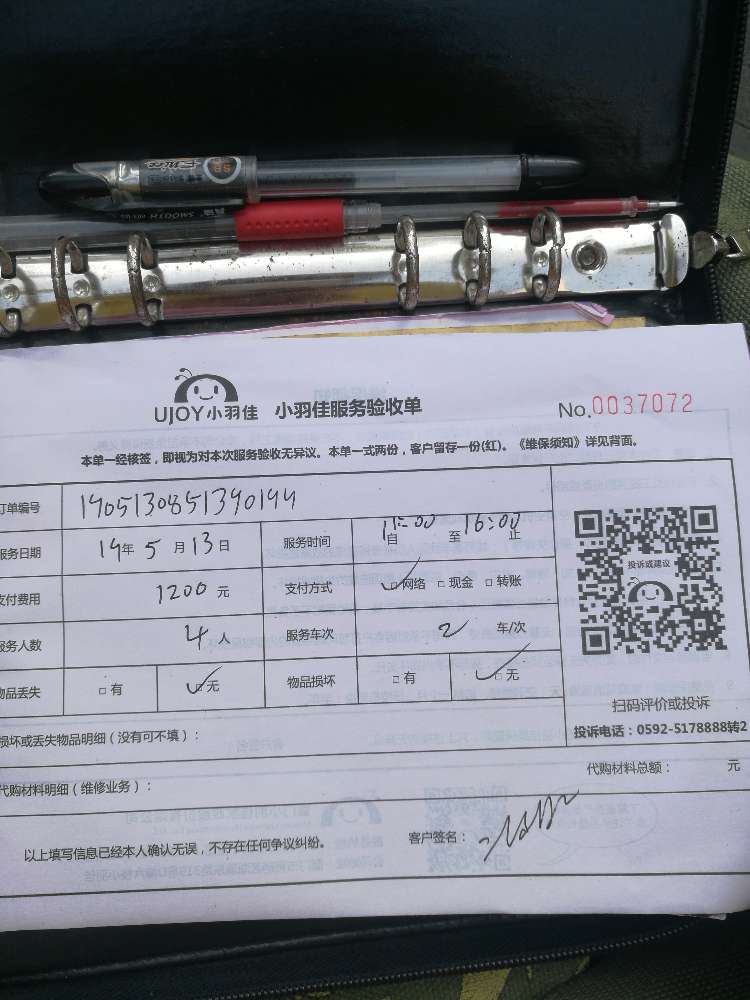 SMOOTH
UJOY小羽佳 小羽佳服务验收单 No.0037072
本单一经核签，即视为对本次服务验收无异议。本单一式两份，客户留存一份(红)。《维保须知》详见背面。
订单编号 1905130851390194
服务日期 19年 5 月 13 日 服务时间 15:00 自 至 16:00 止
支付费用 1200 元 支付方式 ☑网络 □现金 □转账
服务人数 4 人 服务车次 2 车/次
物品丢失 □有 ☑无 物品损坏 □有 ☑无
投诉或建议
扫码评价或投诉
投诉电话：0592-5178888转2
损坏或丢失物品明细（没有可不填）：
代购材料总额： 元
代购材料明细（维修业务）：
以上填写信息已经本人确认无误，不存在任何争议纠纷。 客户签名：